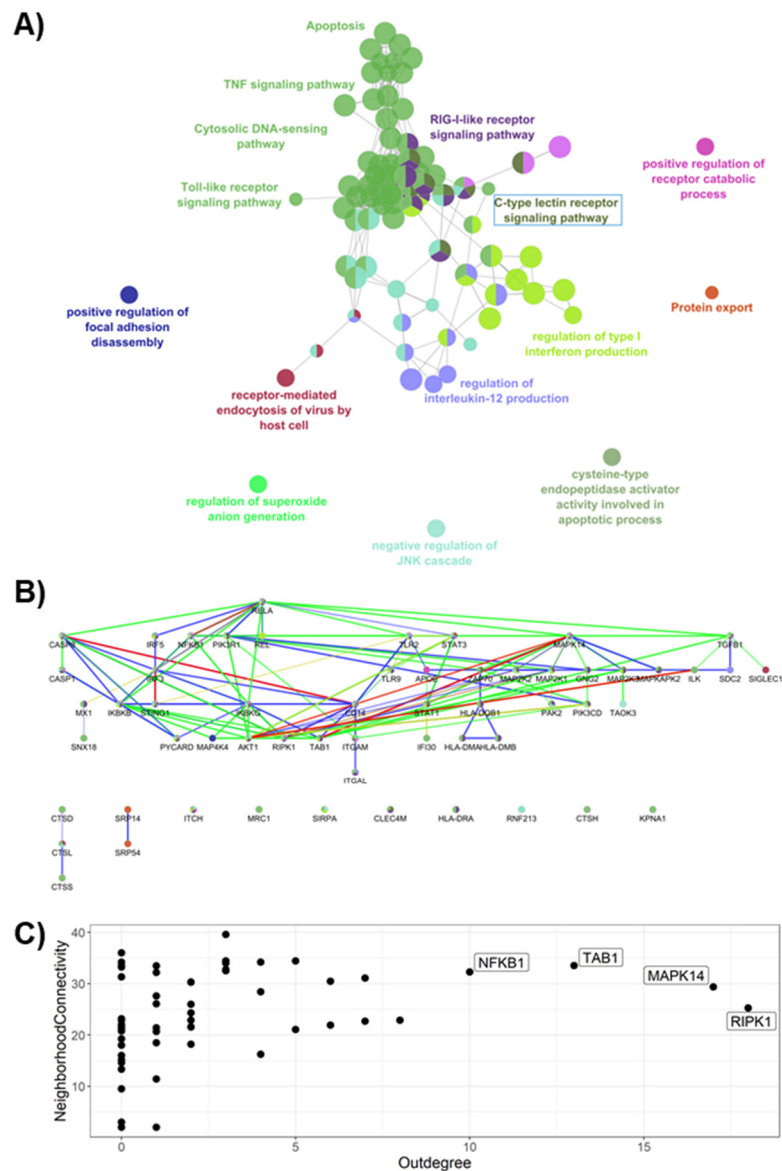 A)
Apoptosis
TNF signaling pathway
Cytosolic DNA-sensing
pathway
Toll-like receptor
signaling pathway
RIG-I-like receptor
signaling pathway
C-type lectin receptor
signaling pathway
positive regulation of
receptor catabolic
process
positive regulation of
focal adhesion
disassembly
Protein export
regulation of type I
interferon production
regulation of
interleukin-12 production
receptor-mediated
endocytosis of virus by
host cell
regulation of superoxide
anion generation
cysteine-type
endopeptidase activator
activity involved in
apoptotic process
negative regulation of
JNK cascade
B)
RELA
IRF5 NFKB1 PIK3R1 REL TLR2 STAT3 MAPK14 TGFB1
CASP1 TLR9 MAP2K2 MAP2K1 GNG2 MAPKAPK2 ILK SDC2 SIGLEC1
MX1 IKBKB STING1 IKBKG CD14 STAT1 HLA-DQB1 PAK2 PIK3CD TAOK3
SNX18 PYCARD MAP4K4 AKT1 RIPK1 TAB1 ITGAM IFI30 HLA-DMA HLA-DMB
ITGAL
CTSD SRP14 ITCH MRC1 SIRPA CLEC4M HLA-DRA RNF213 CTSH KPNA1
CTSL SRP54
CTSS
C)
NeighborhoodConnectivity
40
30
20
10
NFKB1
TAB1
MAPK14
RIPK1
0 5 10 15
Outdegree